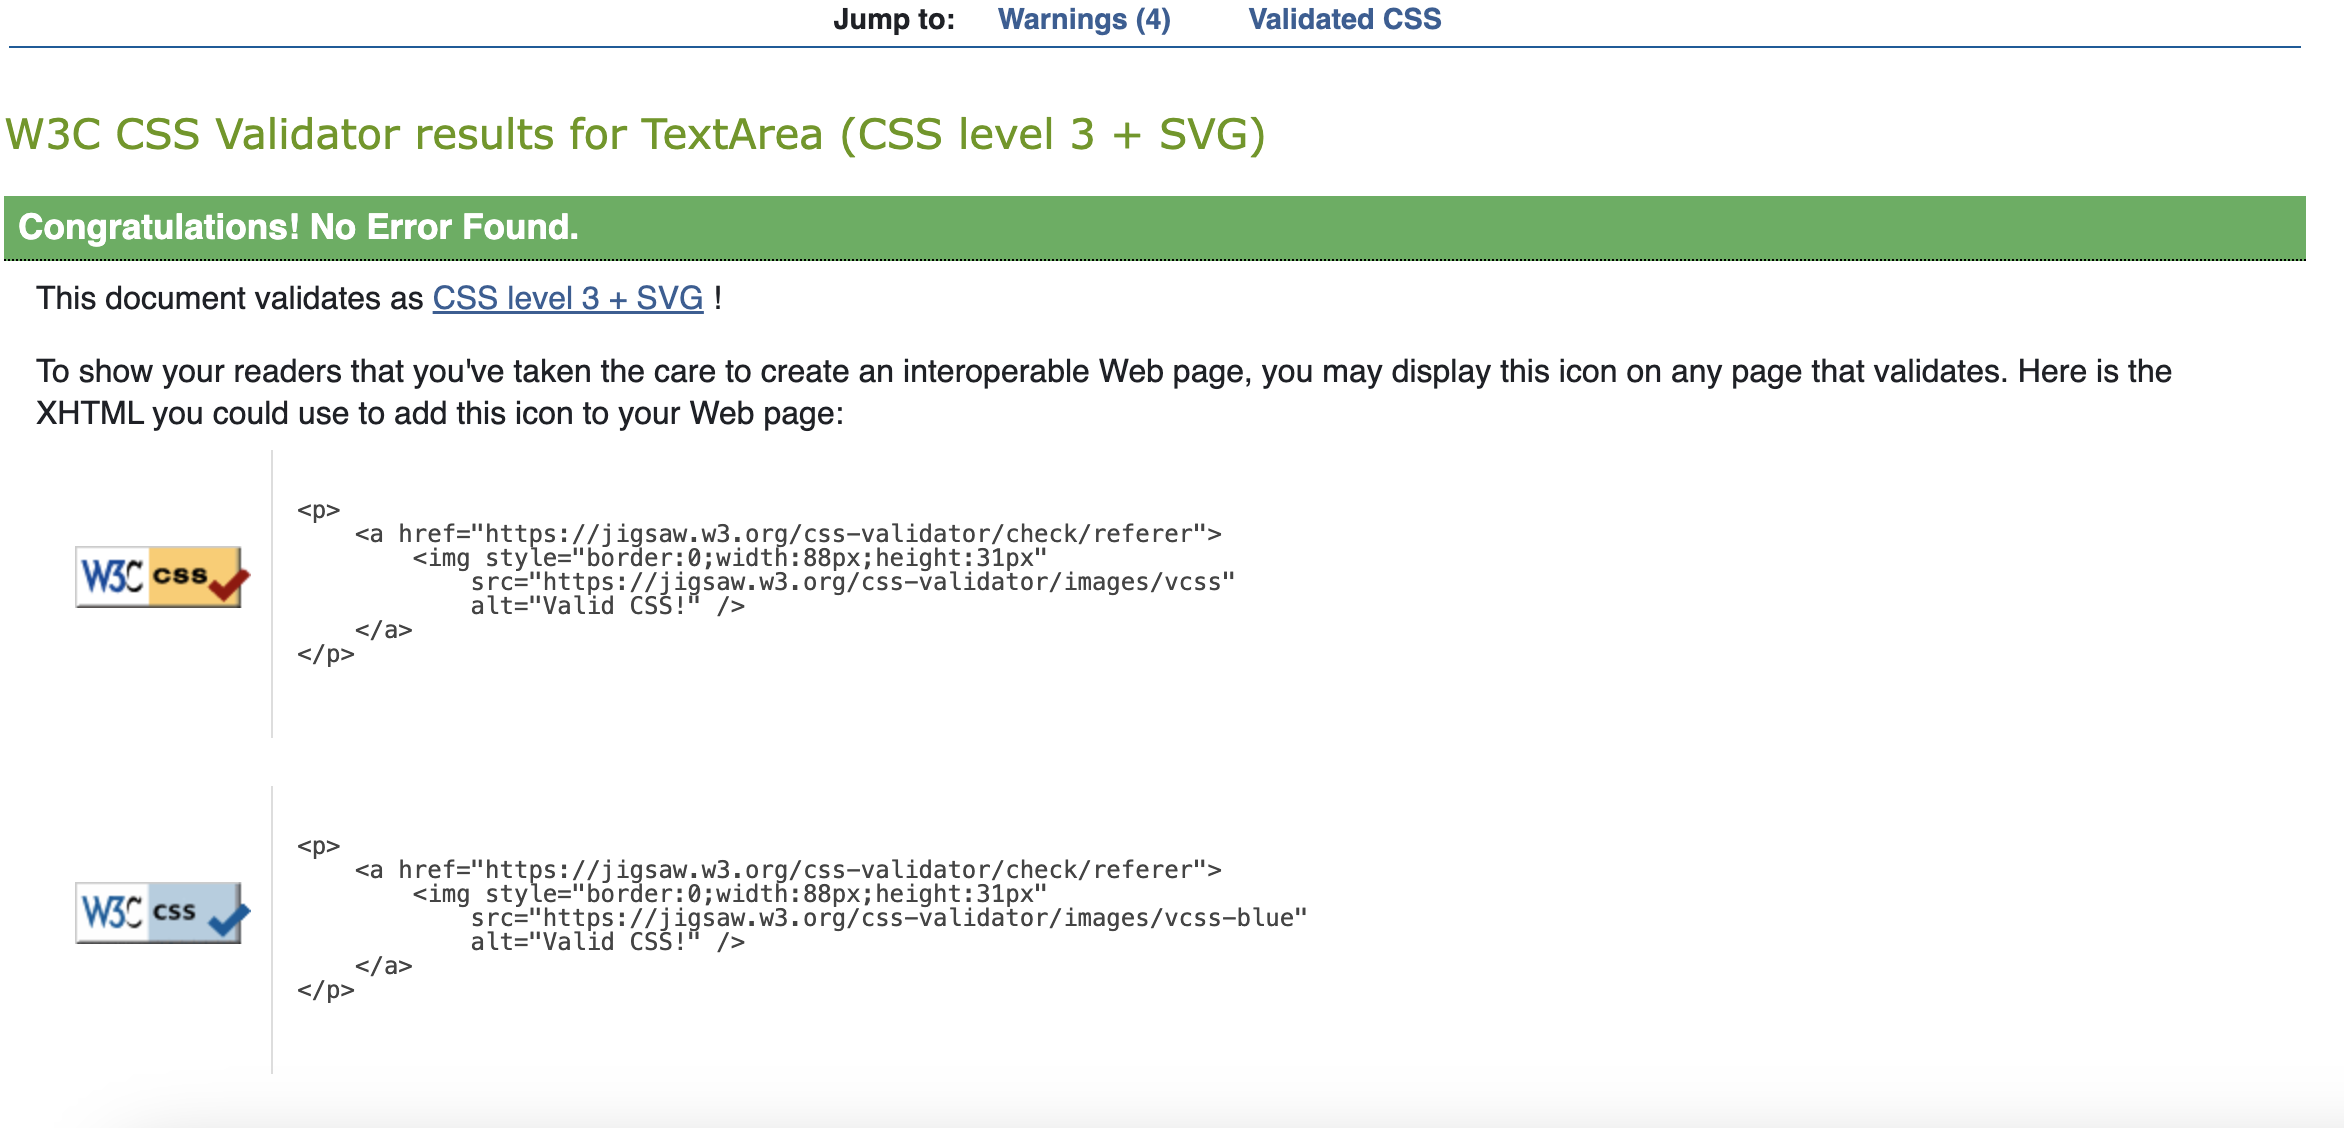 Jump to: Warnings (4) Validated CSS
W3C CSS Validator results for TextArea (CSS level 3 + SVG)
Congratulations! No Error Found.
This document validates as CSS level 3 + SVG !
To show your readers that you've taken the care to create an interoperable Web page, you may display this icon on any page that validates. Here is the
XHTML you could use to add this icon to your Web page:
<p>
    <a href="https://jigsaw.w3.org/css-validator/check/referer">
        <img style="border:0;width:88px;height:31px"
            src="https://jigsaw.w3.org/css-validator/images/vcss"
            alt="Valid CSS!" />
    </a>
</p>
W3C css
<p>
    <a href="https://jigsaw.w3.org/css-validator/check/referer">
        <img style="border:0;width:88px;height:31px"
            src="https://jigsaw.w3.org/css-validator/images/vcss-blue"
            alt="Valid CSS!" />
    </a>
</p>
W3C css